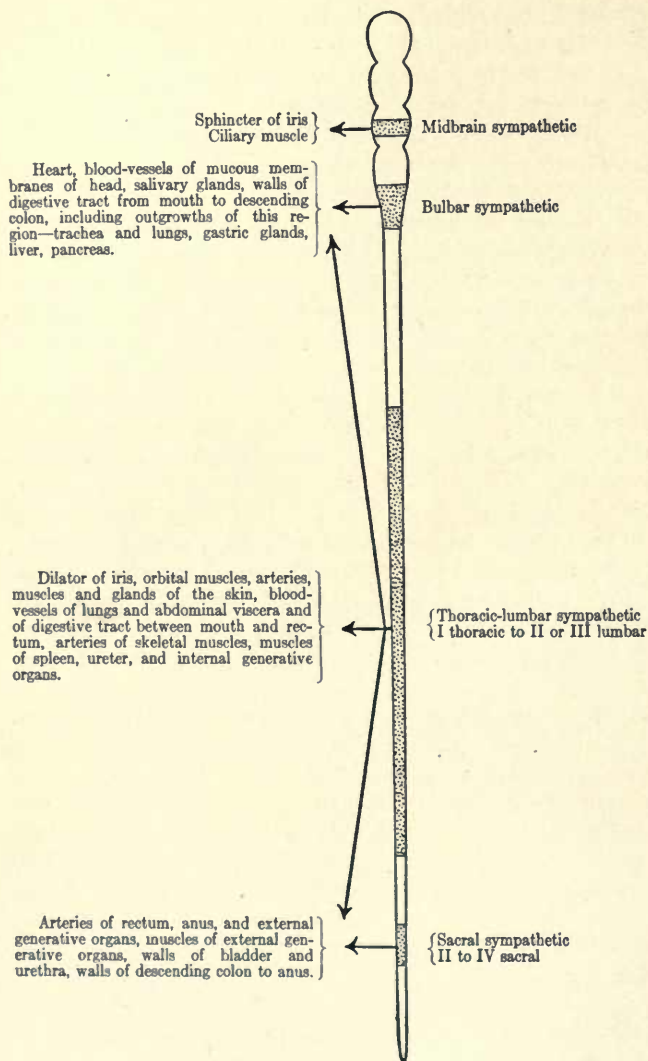 Sphincter of iris
Ciliary muscle
Midbrain sympathetic
Heart, blood-vessels of mucous mem-
branes of head, salivary glands, walls of
digestive tract from mouth to descending
colon, including outgrowths of this re-
gion—trachea and lungs, gastric glands,
liver, pancreas.
Bulbar sympathetic
Dilator of iris, orbital muscles, arteries,
muscles and glands of the skin, blood-
vessels of lungs and abdominal viscera and
of digestive tract between mouth and rec-
tum, arteries of skeletal muscles, muscles
of spleen, ureter, and internal generative
organs.
Thoracic-lumbar sympathetic
I thoracic to II or III lumbar
Arteries of rectum, anus, and external
generative organs, muscles of external gen-
erative organs, walls of bladder and
urethra, walls of descending colon to anus.
Sacral sympathetic
II to IV sacral